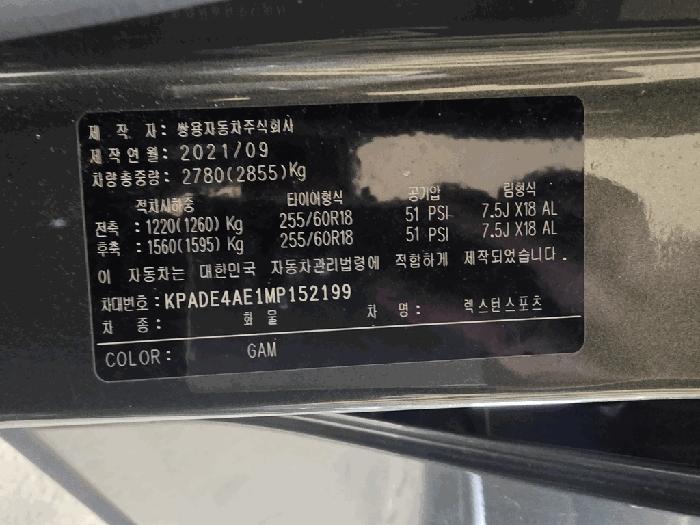 제 작 자: 쌍용자동차주식회사
제작연월: 2021/09
차량총중량: 2780(2855)Kg
적차시하중 타이어형식 공기압 림형식
전축 : 1220(1260) Kg 255/60R18 51 PSI 7.5J X18 AL
후축 : 1560(1595) Kg 255/60R18 51 PSI 7.5J X18 AL
이 자동차는 대한민국 자동차관리법령에 적합하게 제작되었습니다.
차대번호: KPADE4AE1MP152199
차 종: 화 물 차 명: 렉스턴스포츠
COLOR: GAM